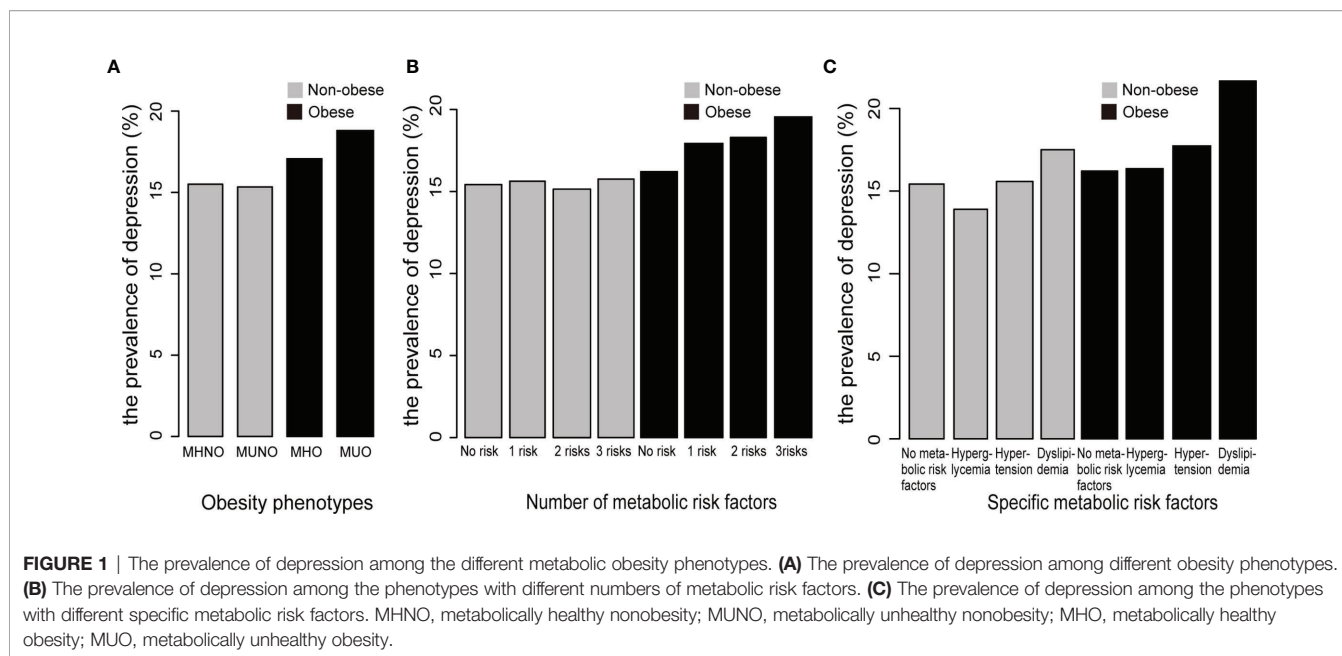 A
Non-obese
Obese
the prevalence of depression (%)
20
15
10
5
0
MHNO MUNO MHO MUO
Obesity phenotypes
B
Non-obese
Obese
the prevalence of depression (%)
20
15
10
5
0
No risk 1 risk 2 risks 3 risks No risk 1 risk 2 risks 3risks
Number of metabolic risk factors
C
Non-obese
Obese
the prevalence of depression (%)
20
15
10
5
0
No meta- Hyperg- Hyper- Dyslipi- No meta- Hyperg- Hyper- Dyslipi-
bolic risk lycemia tension demia bolic risk lycemia tension demia
factors factors
Specific metabolic risk factors
FIGURE 1 | The prevalence of depression among the different metabolic obesity phenotypes. (A) The prevalence of depression among different obesity phenotypes.
(B) The prevalence of depression among the phenotypes with different numbers of metabolic risk factors. (C) The prevalence of depression among the phenotypes
with different specific metabolic risk factors. MHNO, metabolically healthy nonobesity; MUNO, metabolically unhealthy nonobesity; MHO, metabolically healthy
obesity; MUO, metabolically unhealthy obesity.